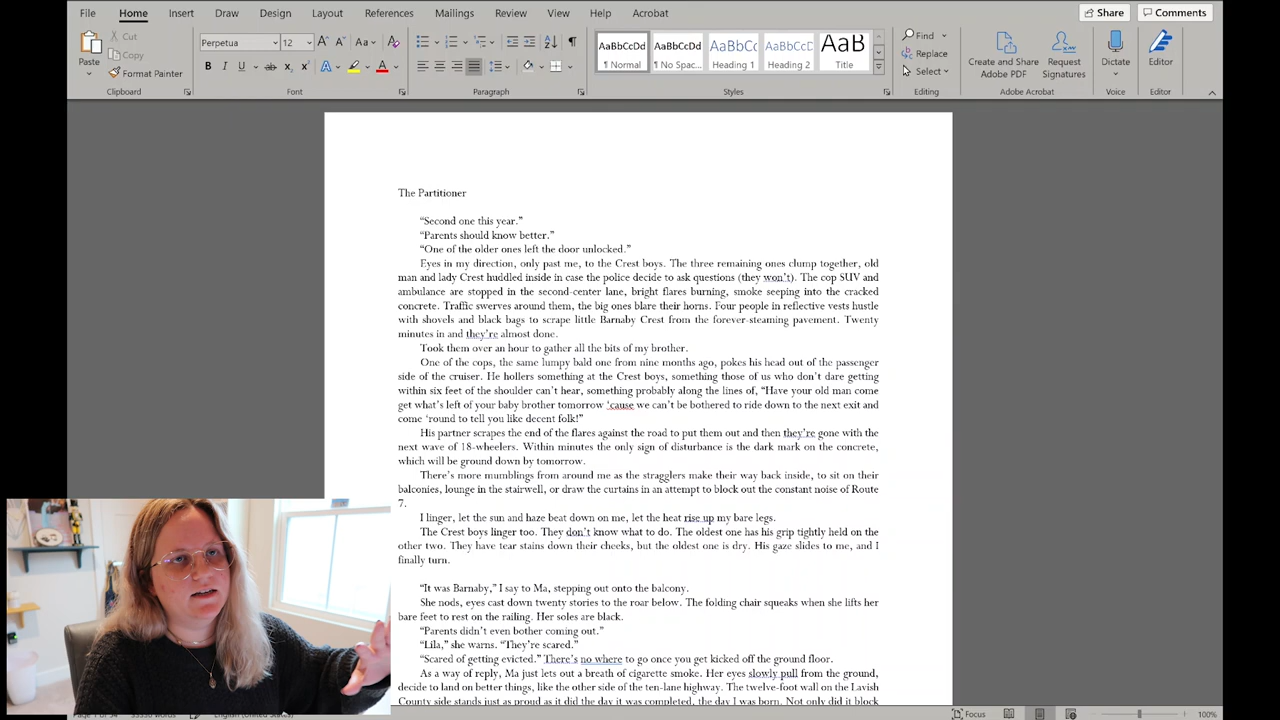 File Home Insert Draw Design Layout References Mailings Review View Help Acrobat Share Comments
Paste Cut Copy Format Painter Clipboard
Perpetua 12 Font
Paragraph
AaBbCcDd ¶ Normal AaBbCcDd ¶ No Spac... AaBbCc Heading 1 AaBbCcD Heading 2 AaB Title Styles
Find Replace Select Editing
Create and Share Adobe PDF Request Signatures Adobe Acrobat
Dictate Voice
Editor Editor
The Partitioner
“Second one this year.”
“Parents should know better.”
“One of the older ones left the door unlocked.”
Eyes in my direction, only past me, to the Crest boys. The three remaining ones clump together, old
man and lady Crest huddled inside in case the police decide to ask questions (they won’t). The cop SUV and
ambulance are stopped in the second-center lane, bright flares burning, smoke seeping into the cracked
concrete. Traffic swerves around them, the big ones blare their horns. Four people in reflective vests hustle
with shovels and black bags to scrape little Barnaby Crest from the forever-steaming pavement. Twenty
minutes in and they’re almost done.
Took them over an hour to gather all the bits of my brother.
One of the cops, the same lumpy bald one from nine months ago, pokes his head out of the passenger
side of the cruiser. He hollers something at the Crest boys, something those of us who don’t dare getting
within six feet of the shoulder can’t hear, something probably along the lines of, “Have your old man come
get what’s left of your baby brother tomorrow ‘cause we can’t be bothered to ride down to the next exit and
come ‘round to tell you like decent folk!”
His partner scrapes the end of the flares against the road to put them out and then they’re gone with the
next wave of 18-wheelers. Within minutes the only sign of disturbance is the dark mark on the concrete,
which will be ground down by tomorrow.
There’s more mumblings from around me as the stragglers make their way back inside, to sit on their
balconies, lounge in the stairwell, or draw the curtains in an attempt to block out the constant noise of Route
7.
I linger, let the sun and haze beat down on me, let the heat rise up my bare legs.
The Crest boys linger too. They don’t know what to do. The oldest one has his grip tightly held on the
other two. They have tear stains down their cheeks, but the oldest one is dry. His gaze slides to me, and I
finally turn.
“It was Barnaby,” I say to Ma, stepping out onto the balcony.
She nods, eyes cast down twenty stories to the roar below. The folding chair squeaks when she lifts her
bare feet to rest on the railing. Her soles are black.
“Parents didn’t even bother coming out.”
“Lila,” she warns. “They’re scared.”
“Scared of getting evicted.” There’s no where to go once you get kicked off the ground floor.
As a way of reply, Ma just lets out a breath of cigarette smoke. Her eyes slowly pull from the ground,
decide to land on better things, like the other side of the ten-lane highway. The twelve-foot wall on the Lavish
County side stands just as proud as it did the day it was completed, the day I was born. Not only did it block
Focus 100%